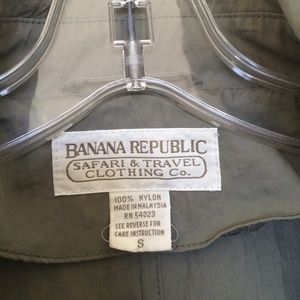 BANANA REPUBLIC
SAFARI & TRAVEL
CLOTHING CO.
100% NYLON
MADE IN MALAYSIA
RN 54023
SEE REVERSE FOR
CARE INSTRUCTION
S